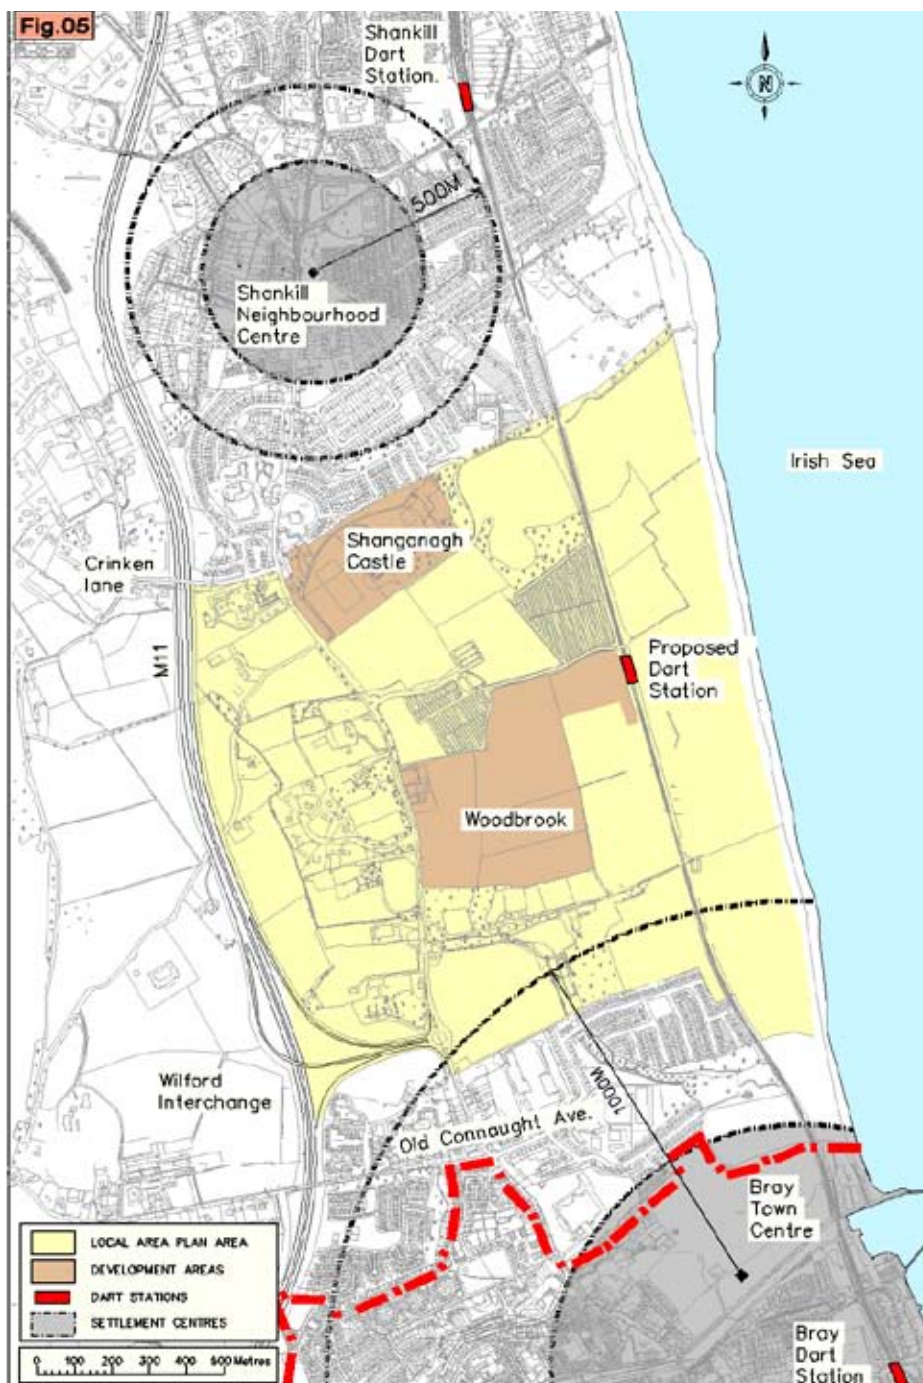 Fig.05
Shankill
Dart
Station.
N
500M
Shankill
Neighbourhood
Centre
Irish Sea
Shanganagh
Castle
Crinken
lane
M11
Proposed
Dart
Station
Woodbrook
Wilford
Interchange
1000M
Old Connaught Ave.
Bray
Town
Centre
Bray
Dart
Station
LOCAL AREA PLAN AREA
DEVELOPMENT AREAS
DART STATIONS
SETTLEMENT CENTRES
0 100 200 300 400 500 Metres